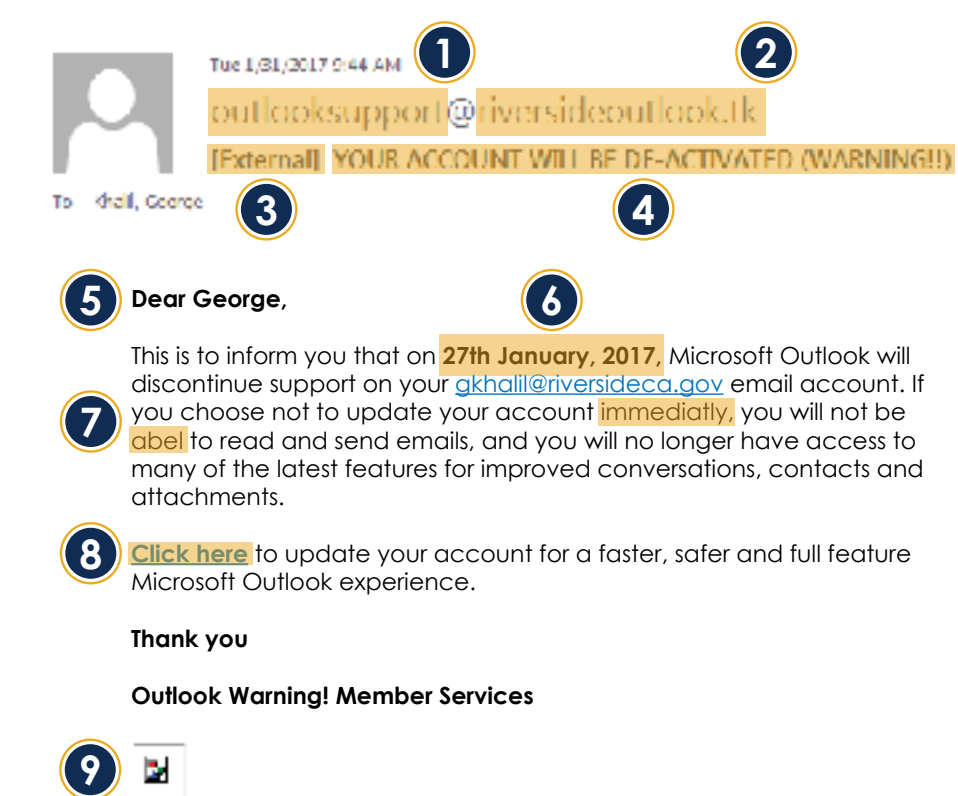 1
2
Tue 1/31/2017 9:44 AM
outlooksupport@riversideoutlook.tk
[External] YOUR ACCOUNT WILL BE DE-ACTIVATED (WARNING!!)
To Khalil, George
3
4
5 Dear George,
6
This is to inform you that on 27th January, 2017, Microsoft Outlook will
discontinue support on your gkhalil@riversideca.gov email account. If
7 you choose not to update your account immediatly, you will not be
abel to read and send emails, and you will no longer have access to
many of the latest features for improved conversations, contacts and
attachments.
8 Click here to update your account for a faster, safer and full feature
Microsoft Outlook experience.
Thank you
Outlook Warning! Member Services
9